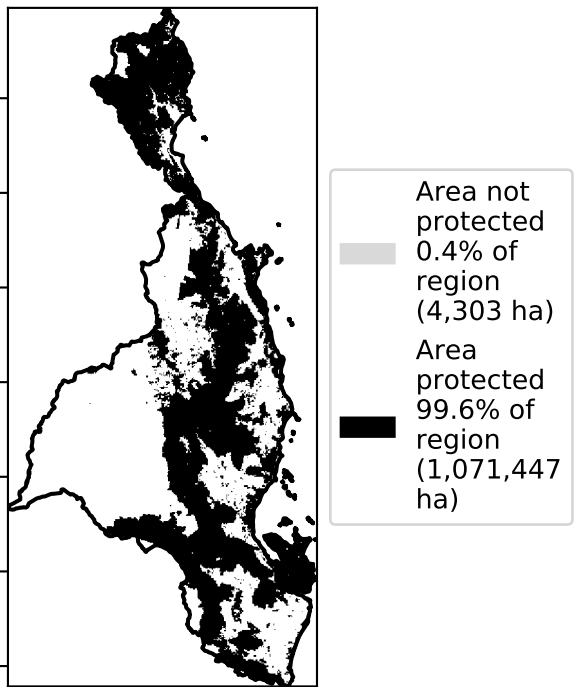 Area not
protected
0.4% of
region
(4,303 ha)
Area
protected
99.6% of
region
(1,071,447
ha)